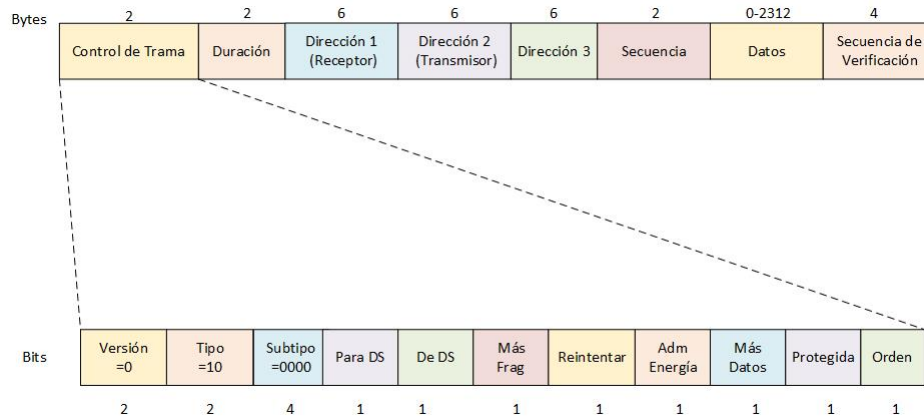 Bytes 2 2 6 6 6 2 0-2312 4
Control de Trama Duración Dirección 1 (Receptor) Dirección 2 (Transmisor) Dirección 3 Secuencia Datos Secuencia de Verificación
Bits Versión =0 Tipo =10 Subtipo =0000 Para DS De DS Más Frag Reintentar Adm Energía Más Datos Protegida Orden
2 2 4 1 1 1 1 1 1 1 1